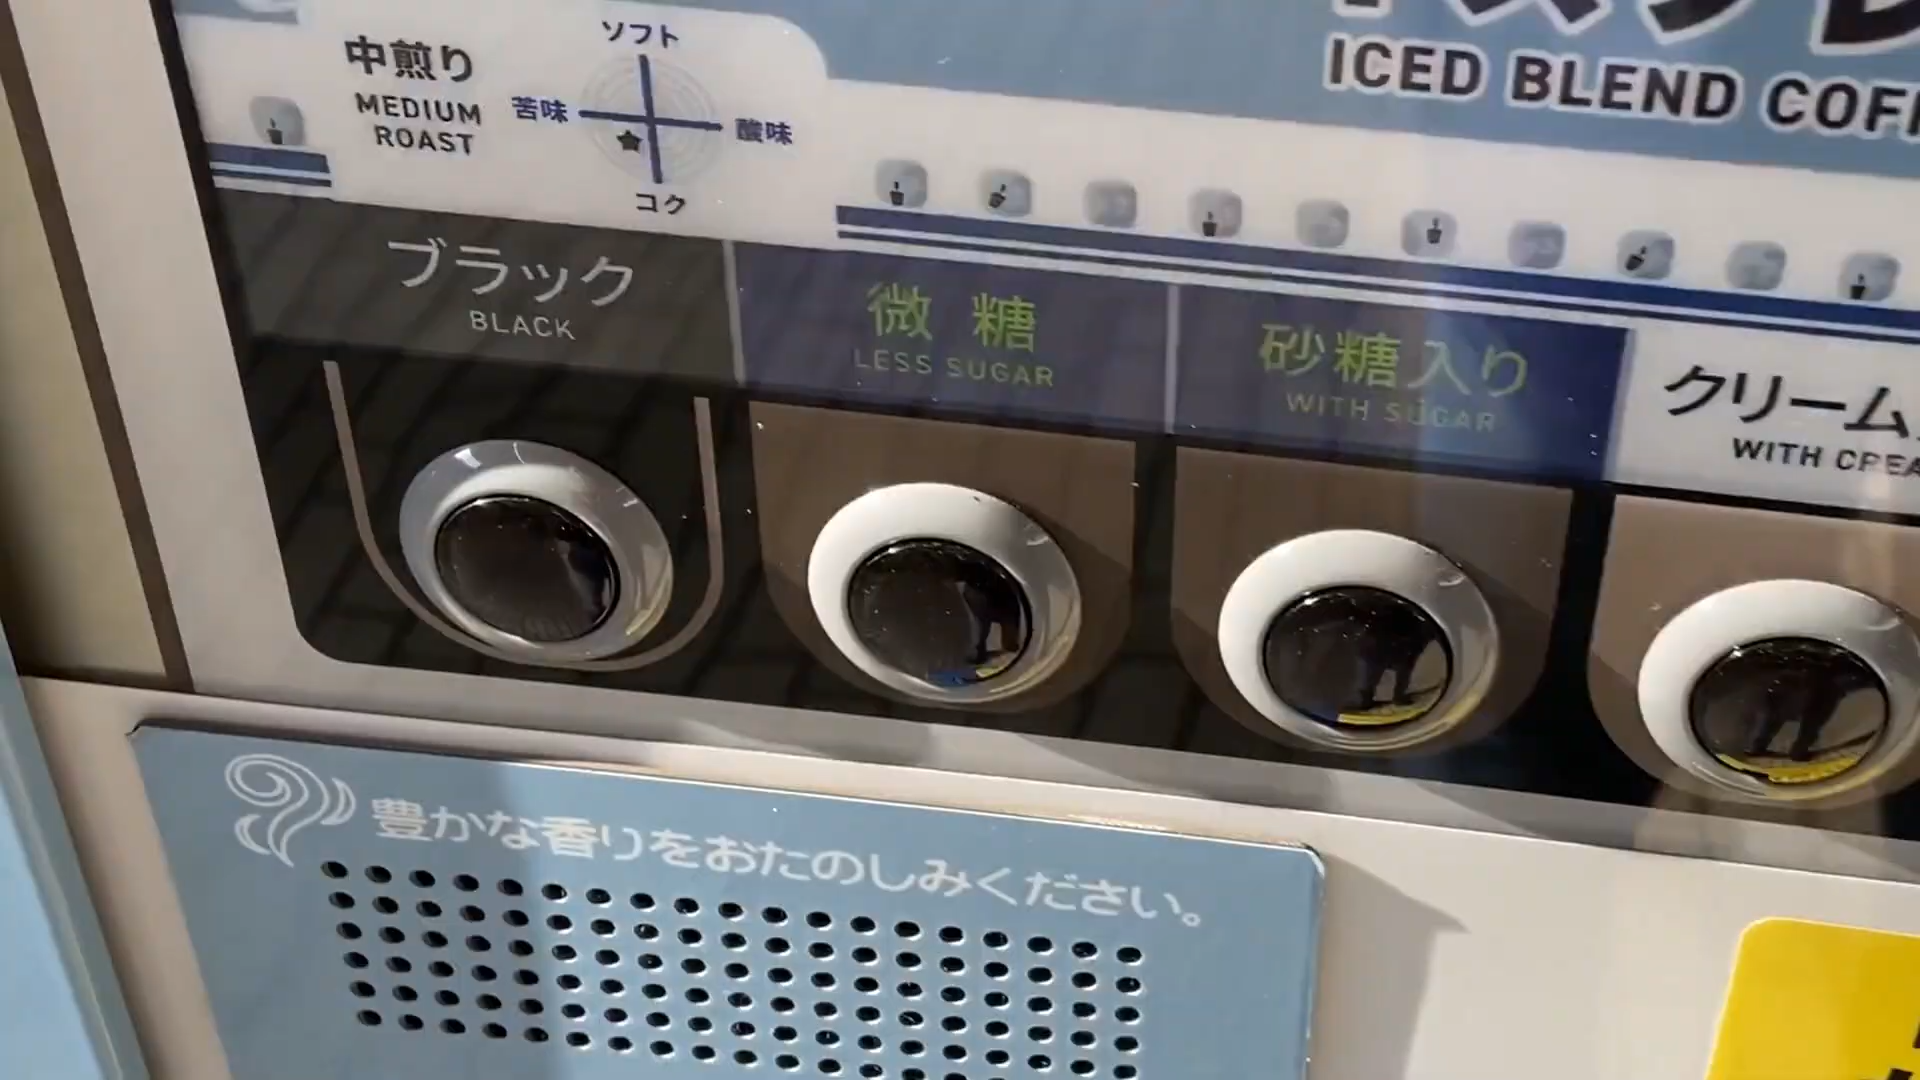 中煎り
MEDIUM
ROAST
ソフト
苦味
酸味
コク
ICED BLEND
ブラック
BLACK
微糖
LESS SUGAR
砂糖入り
WITH SUGAR
クリーム
WITH
豊かな香りをおたのしみください。